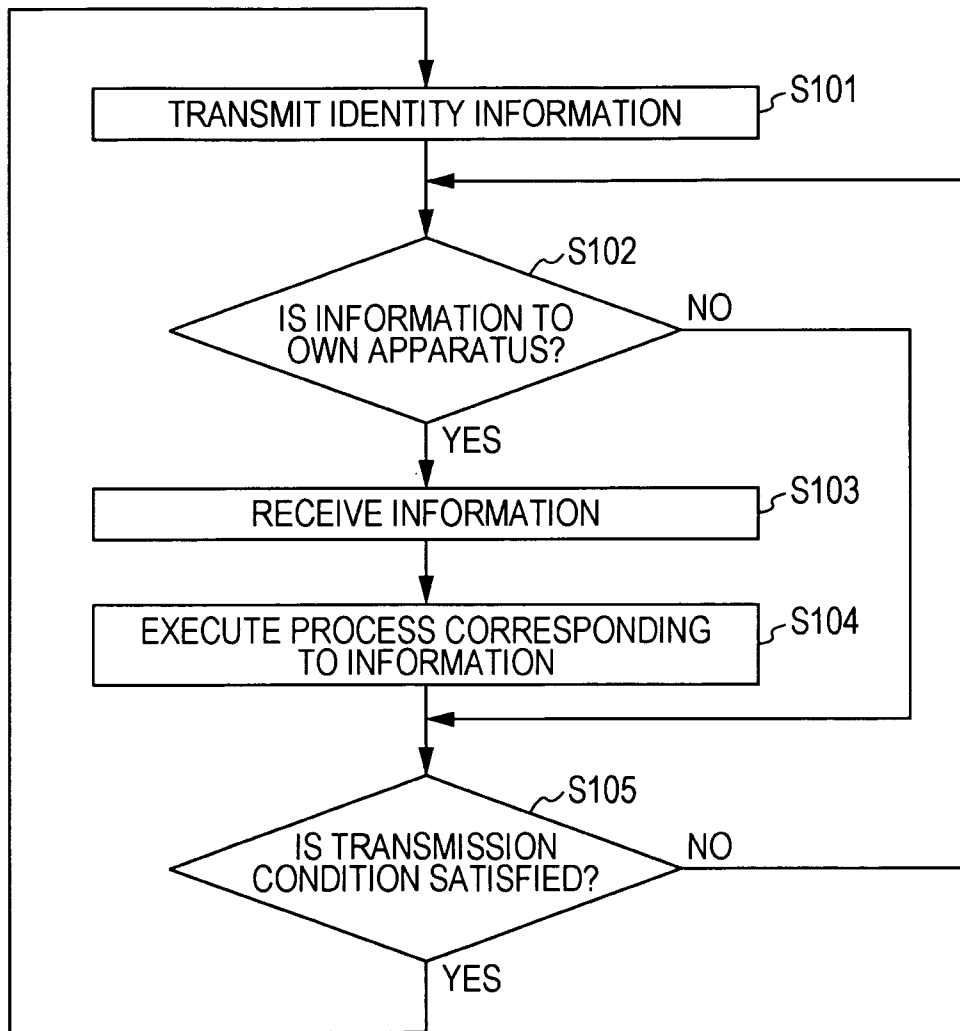 S101
TRANSMIT IDENTITY INFORMATION
S102
IS INFORMATION TO
OWN APPARATUS?
NO
YES
S103
RECEIVE INFORMATION
S104
EXECUTE PROCESS CORRESPONDING
TO INFORMATION
S105
IS TRANSMISSION
CONDITION SATISFIED?
NO
YES